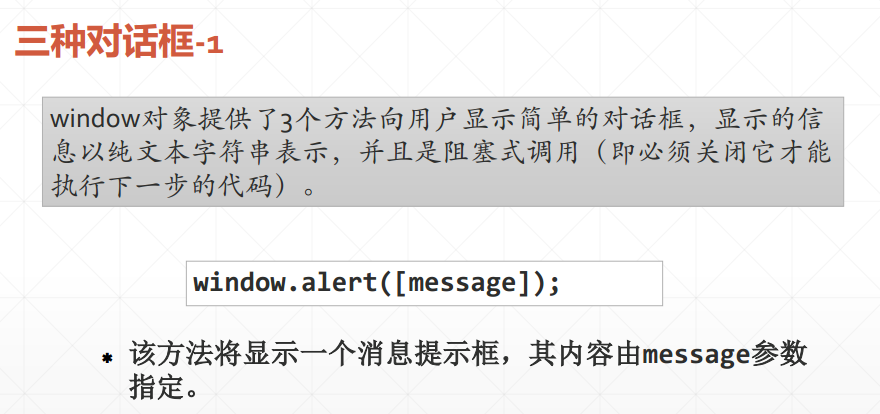 三种对话框-1
window对象提供了3个方法向用户显示简单的对话框，显示的信
息以纯文本字符串表示，并且是阻塞式调用（即必须关闭它才能
执行下一步的代码）。
window.alert([message]);
* 该方法将显示一个消息提示框，其内容由message参数
指定。